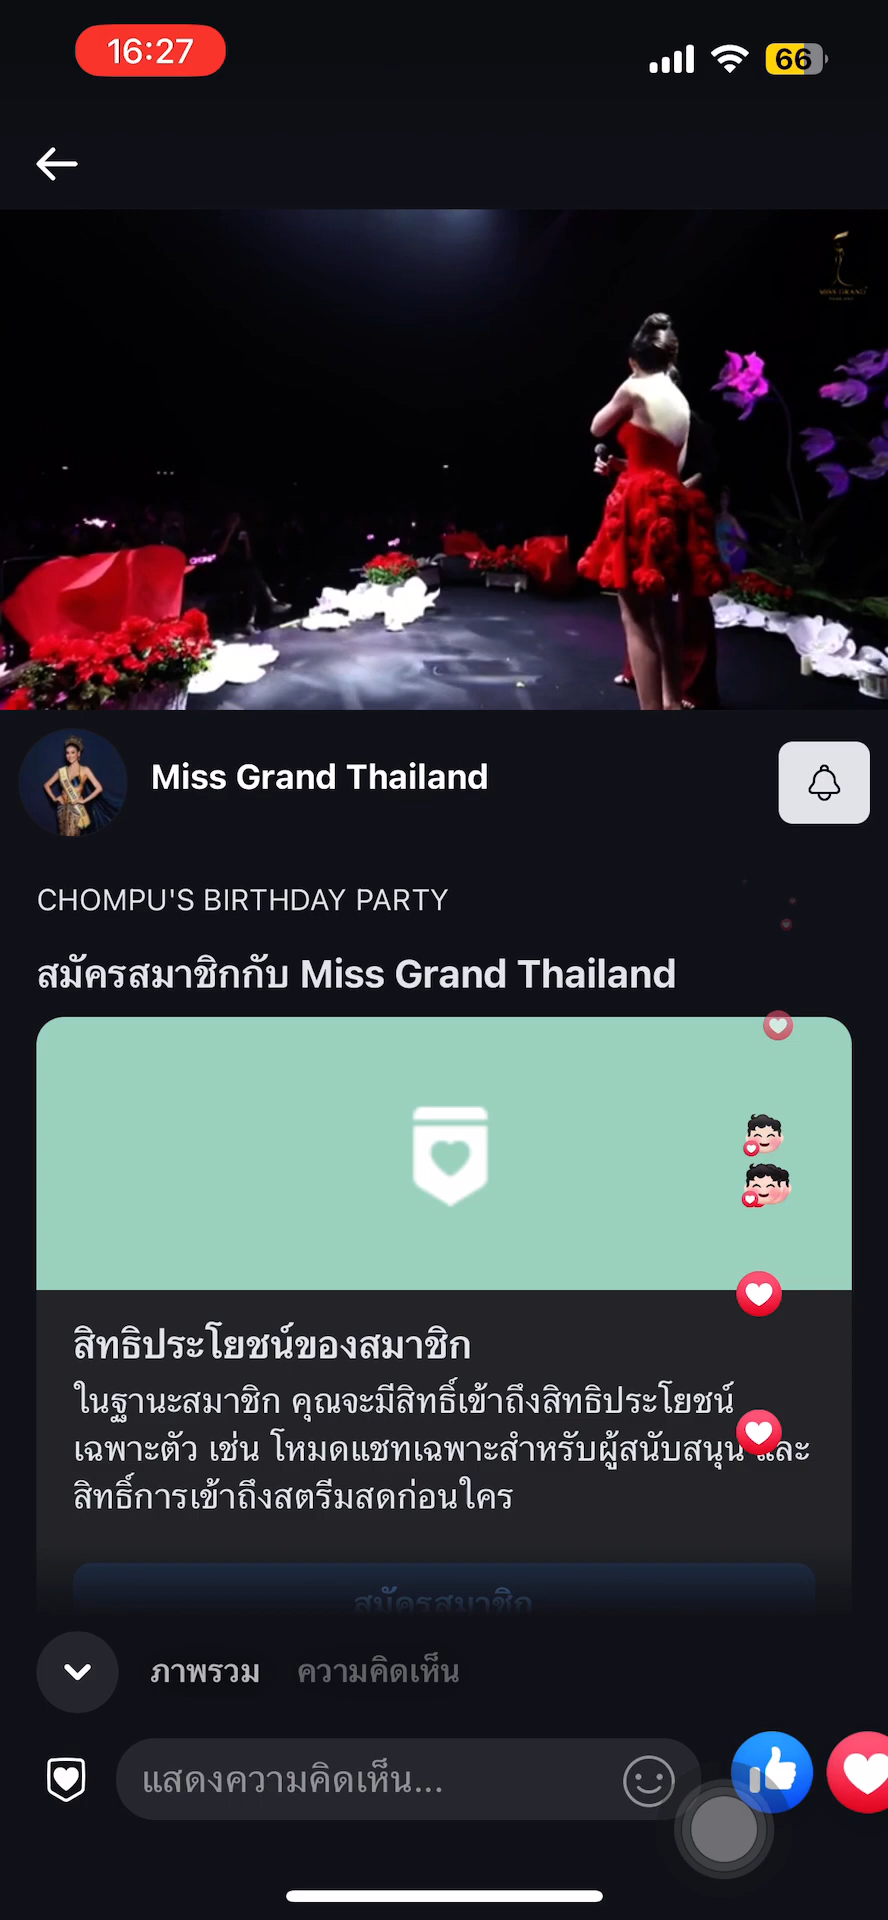 16:27
66
MISS GRAND
Miss Grand Thailand
CHOMPU'S BIRTHDAY PARTY
สมัครสมาชิกกับ Miss Grand Thailand
สิทธิประโยชน์ของสมาชิก
ในฐานะสมาชิก คุณจะมีสิทธิ์เข้าถึงสิทธิประโยชน์
เฉพาะตัว เช่น โหมดแชทเฉพาะสำหรับผู้สนับสนุน และ
สิทธิ์การเข้าถึงสตรีมสดก่อนใคร
สมัครสมาชิก
ภาพรวม ความคิดเห็น
แสดงความคิดเห็น...